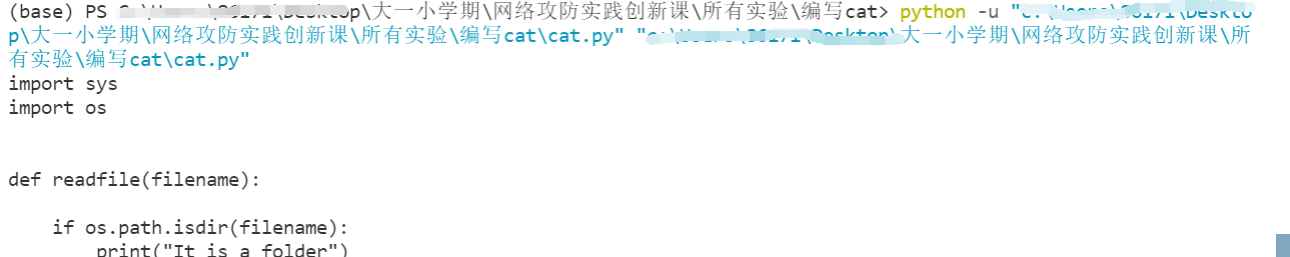 (base) PS \Desktop\大一小学期\网络攻防实践创新课\所有实验\编写cat> python -u "c:\Users\ \Deskto
p\大一小学期\网络攻防实践创新课\所有实验\编写cat\cat.py" "c:\Users\ \Desktop\大一小学期\网络攻防实践创新课\所
有实验\编写cat\cat.py"
import sys
import os
def readfile(filename):
    if os.path.isdir(filename):
        print("It is a folder")